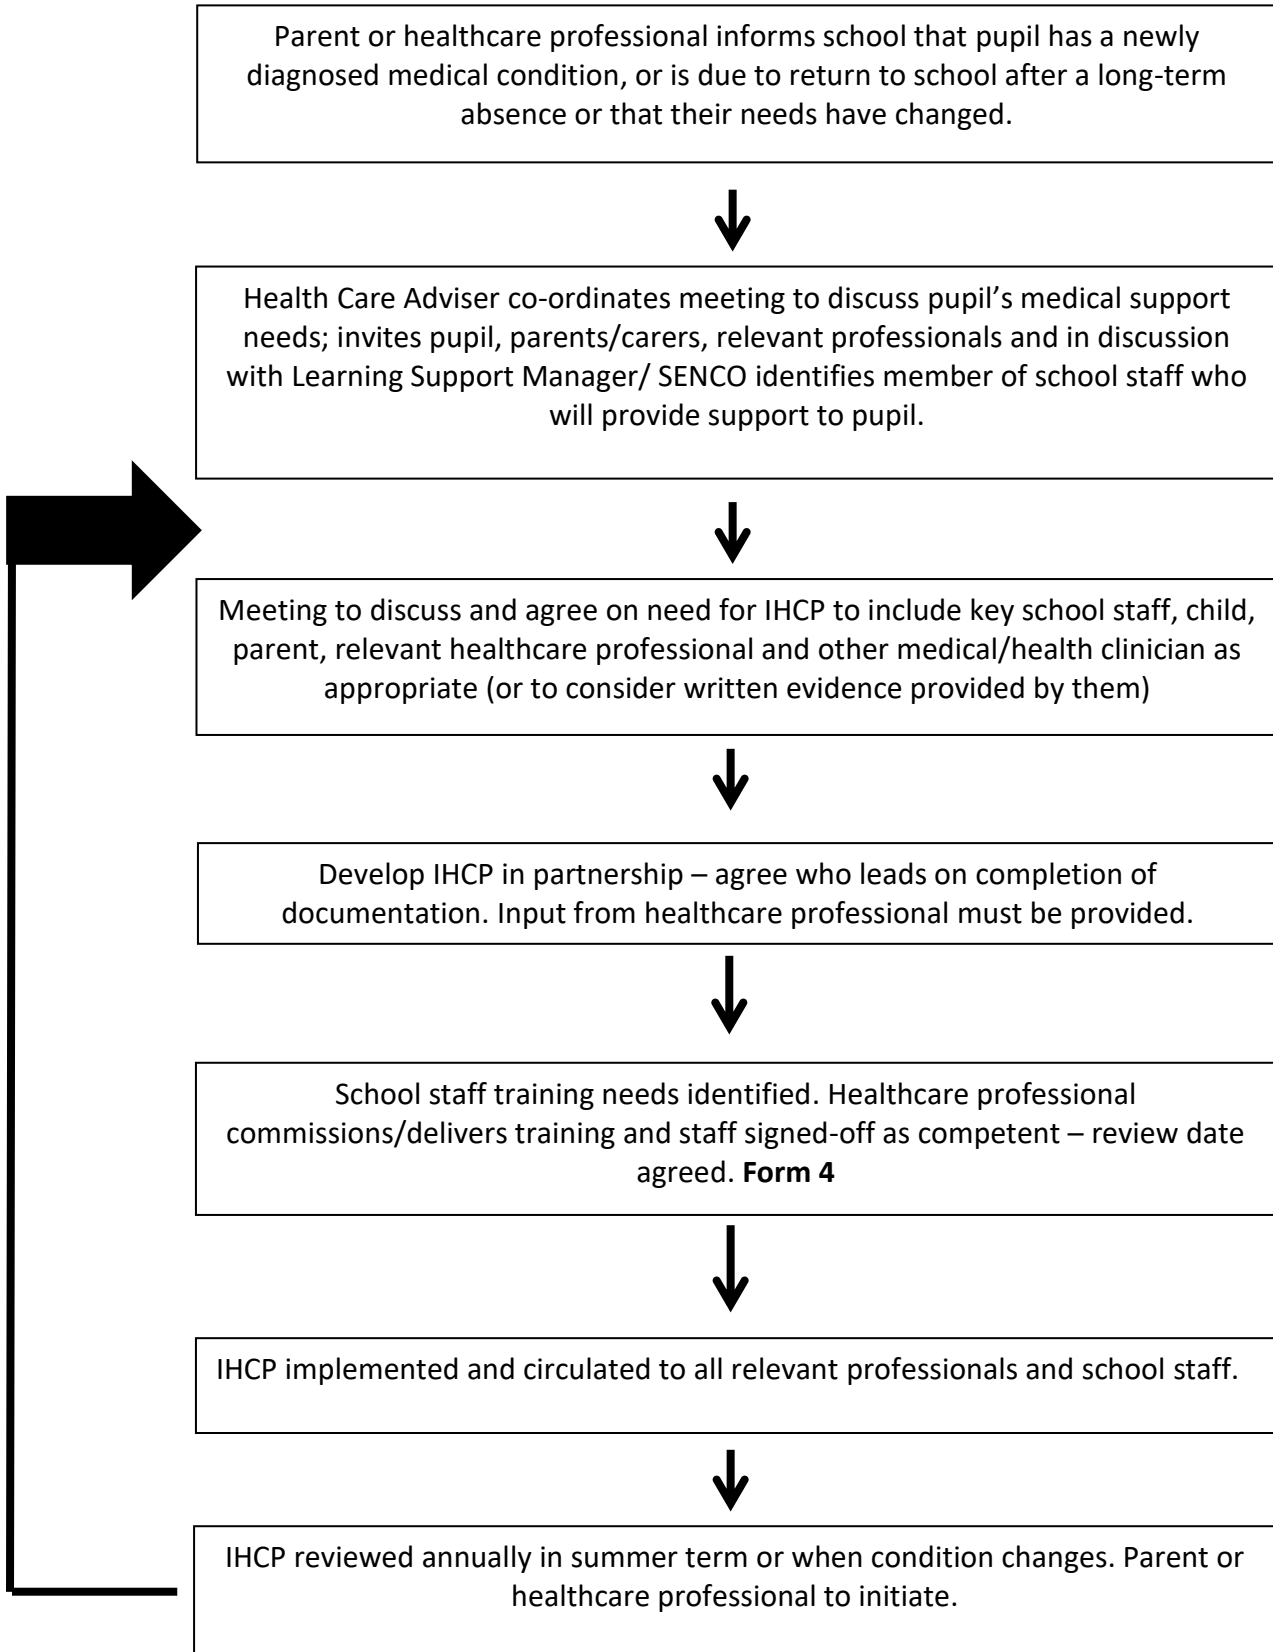 Parent or healthcare professional informs school that pupil has a newly
diagnosed medical condition, or is due to return to school after a long-term
absence or that their needs have changed.
Health Care Adviser co-ordinates meeting to discuss pupil’s medical support
needs; invites pupil, parents/carers, relevant professionals and in discussion
with Learning Support Manager/ SENCO identifies member of school staff who
will provide support to pupil.
Meeting to discuss and agree on need for IHCP to include key school staff, child,
parent, relevant healthcare professional and other medical/health clinician as
appropriate (or to consider written evidence provided by them)
Develop IHCP in partnership – agree who leads on completion of
documentation. Input from healthcare professional must be provided.
School staff training needs identified. Healthcare professional
commissions/delivers training and staff signed-off as competent – review date
agreed. Form 4
IHCP implemented and circulated to all relevant professionals and school staff.
IHCP reviewed annually in summer term or when condition changes. Parent or
healthcare professional to initiate.